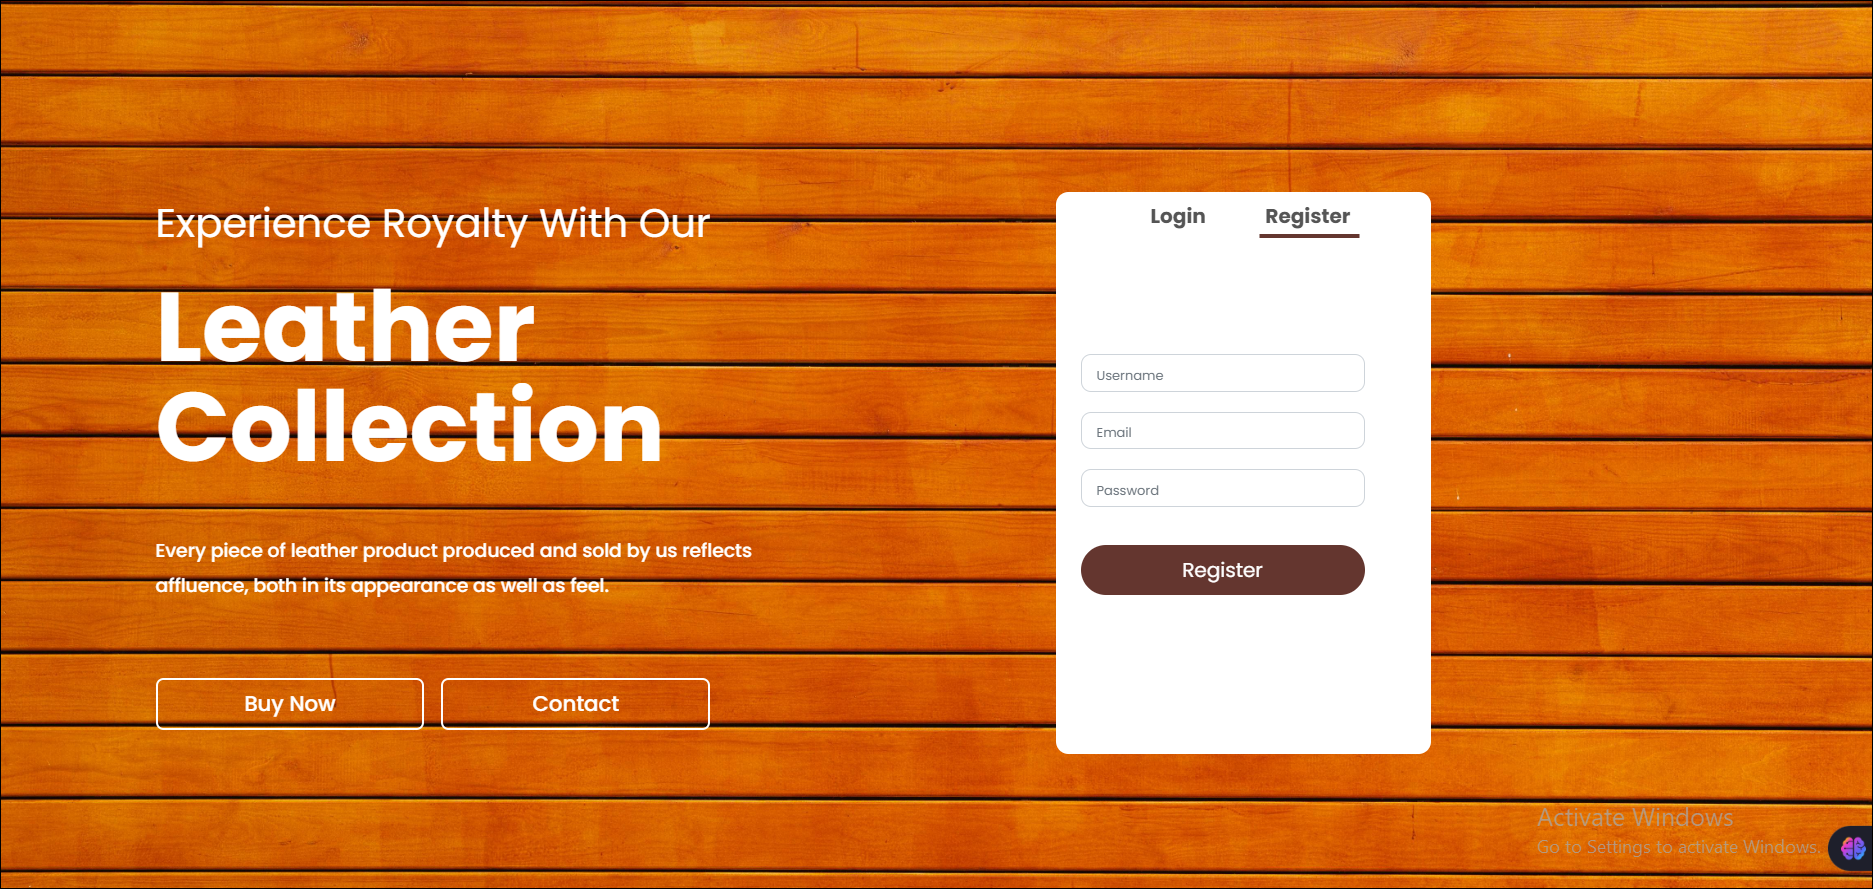 Experience Royalty With Our
Leather
Collection
Every piece of leather product produced and sold by us reflects
affluence, both in its appearance as well as feel.
Buy Now
Contact
Login
Register
Username
Email
Password
Register
Activate Windows
Go to Settings to activate Windows.